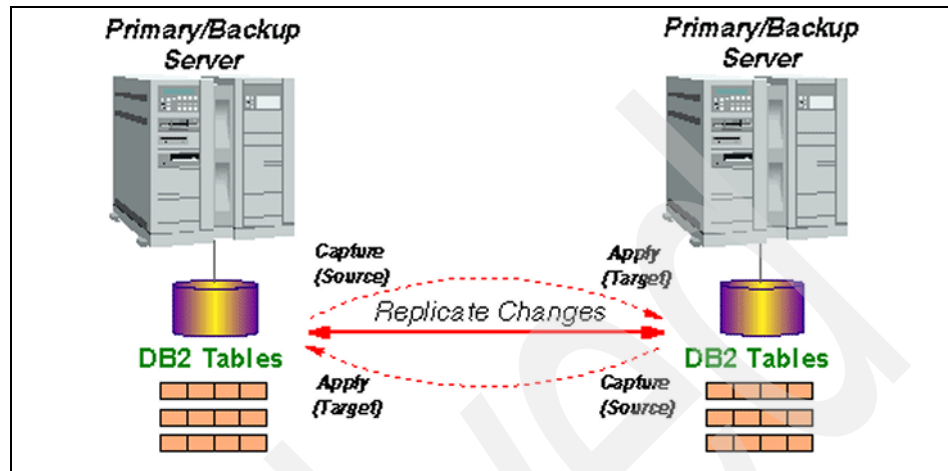 Primary/Backup
Server
Primary/Backup
Server
Capture
{Source}
Apply
{Target}
Replicate Changes
DB2 Tables
DB2 Tables
Apply
{Target}
Capture
{Source}